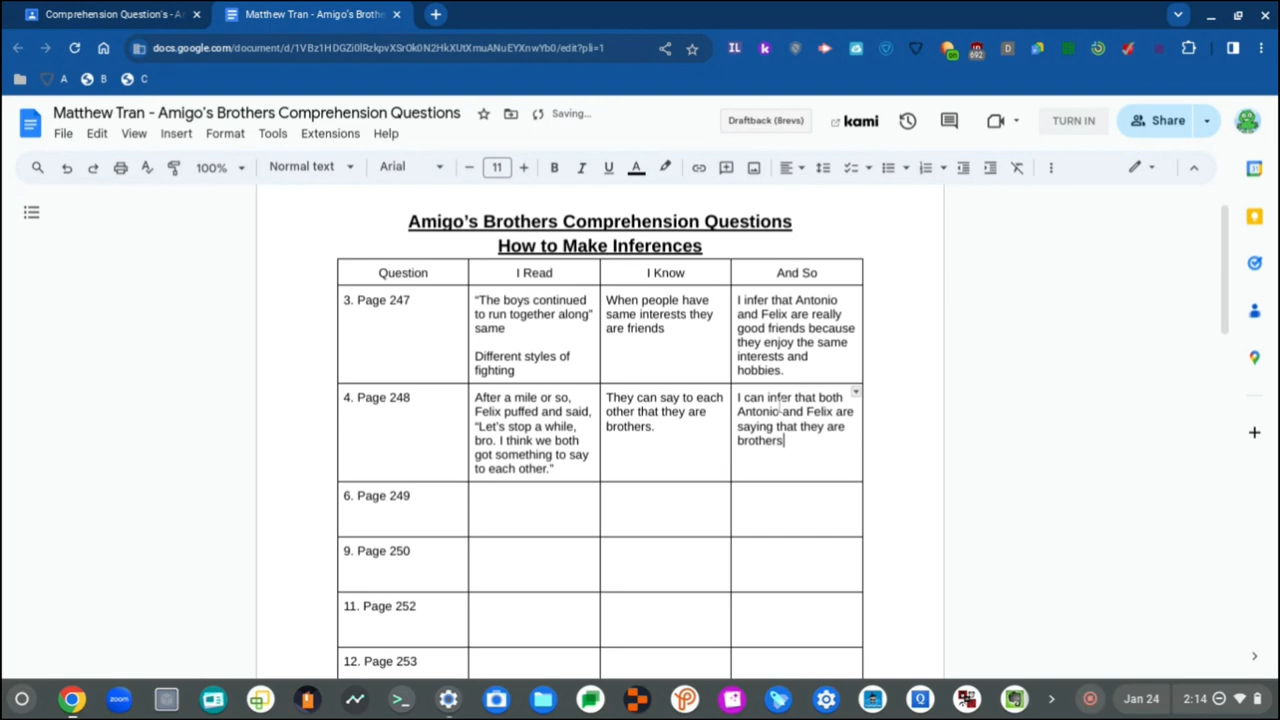 Comprehension Question's - Ar
Matthew Tran - Amigo's Brothe
docs.google.com/document/d/1VBz1HDGZi0lRzkpvXSrOk0N2HkXUtXmuANuEYXnwYb0/edit?pli=1
A
B
C
Matthew Tran - Amigo's Brothers Comprehension Questions
Saving...
File Edit View Insert Format Tools Extensions Help
Draftback (8revs)
kami
TURN IN
Share
100%
Normal text
Arial
11
Amigo's Brothers Comprehension Questions
How to Make Inferences
Question
I Read
I Know
And So
3. Page 247
"The boys continued
to run together along"
same
Different styles of
fighting
When people have
same interests they
are friends
I infer that Antonio
and Felix are really
good friends because
they enjoy the same
interests and
hobbies.
4. Page 248
After a mile or so,
Felix puffed and said,
"Let's stop a while,
bro. I think we both
got something to say
to each other."
They can say to each
other that they are
brothers.
I can infer that both
Antonio and Felix are
saying that they are
brothers
6. Page 249
9. Page 250
11. Page 252
12. Page 253
zoom
Jan 24
2:14